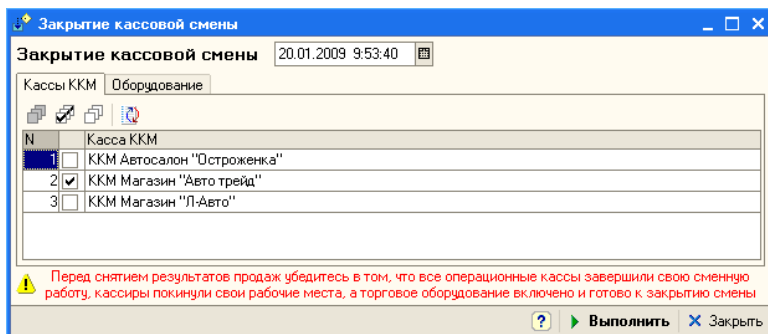 Закрытие кассовой смены
Закрытие кассовой смены 20.01.2009 9:53:40
Кассы ККМ Оборудование
N Касса ККМ
1 ККМ Автосалон "Остроженка"
2 ККМ Магазин "Авто трейд"
3 ККМ Магазин "Л-Авто"
Перед снятием результатов продаж убедитесь в том, что все операционные кассы завершили свою сменную
работу, кассиры покинули свои рабочие места, а торговое оборудование включено и готово к закрытию смены
? Выполнить Закрыть